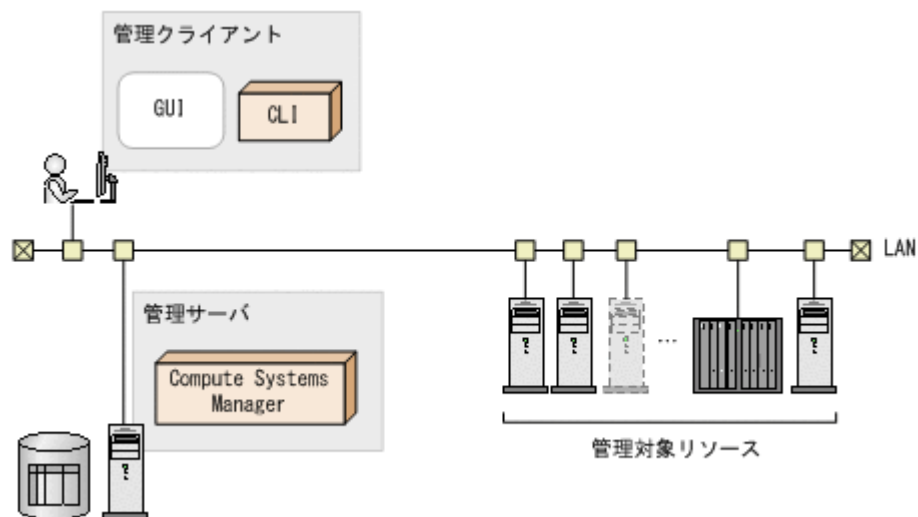 管理クライアント
GUI
CLI
LAN
管理サーバ
Compute Systems
Manager
...
管理対象リソース